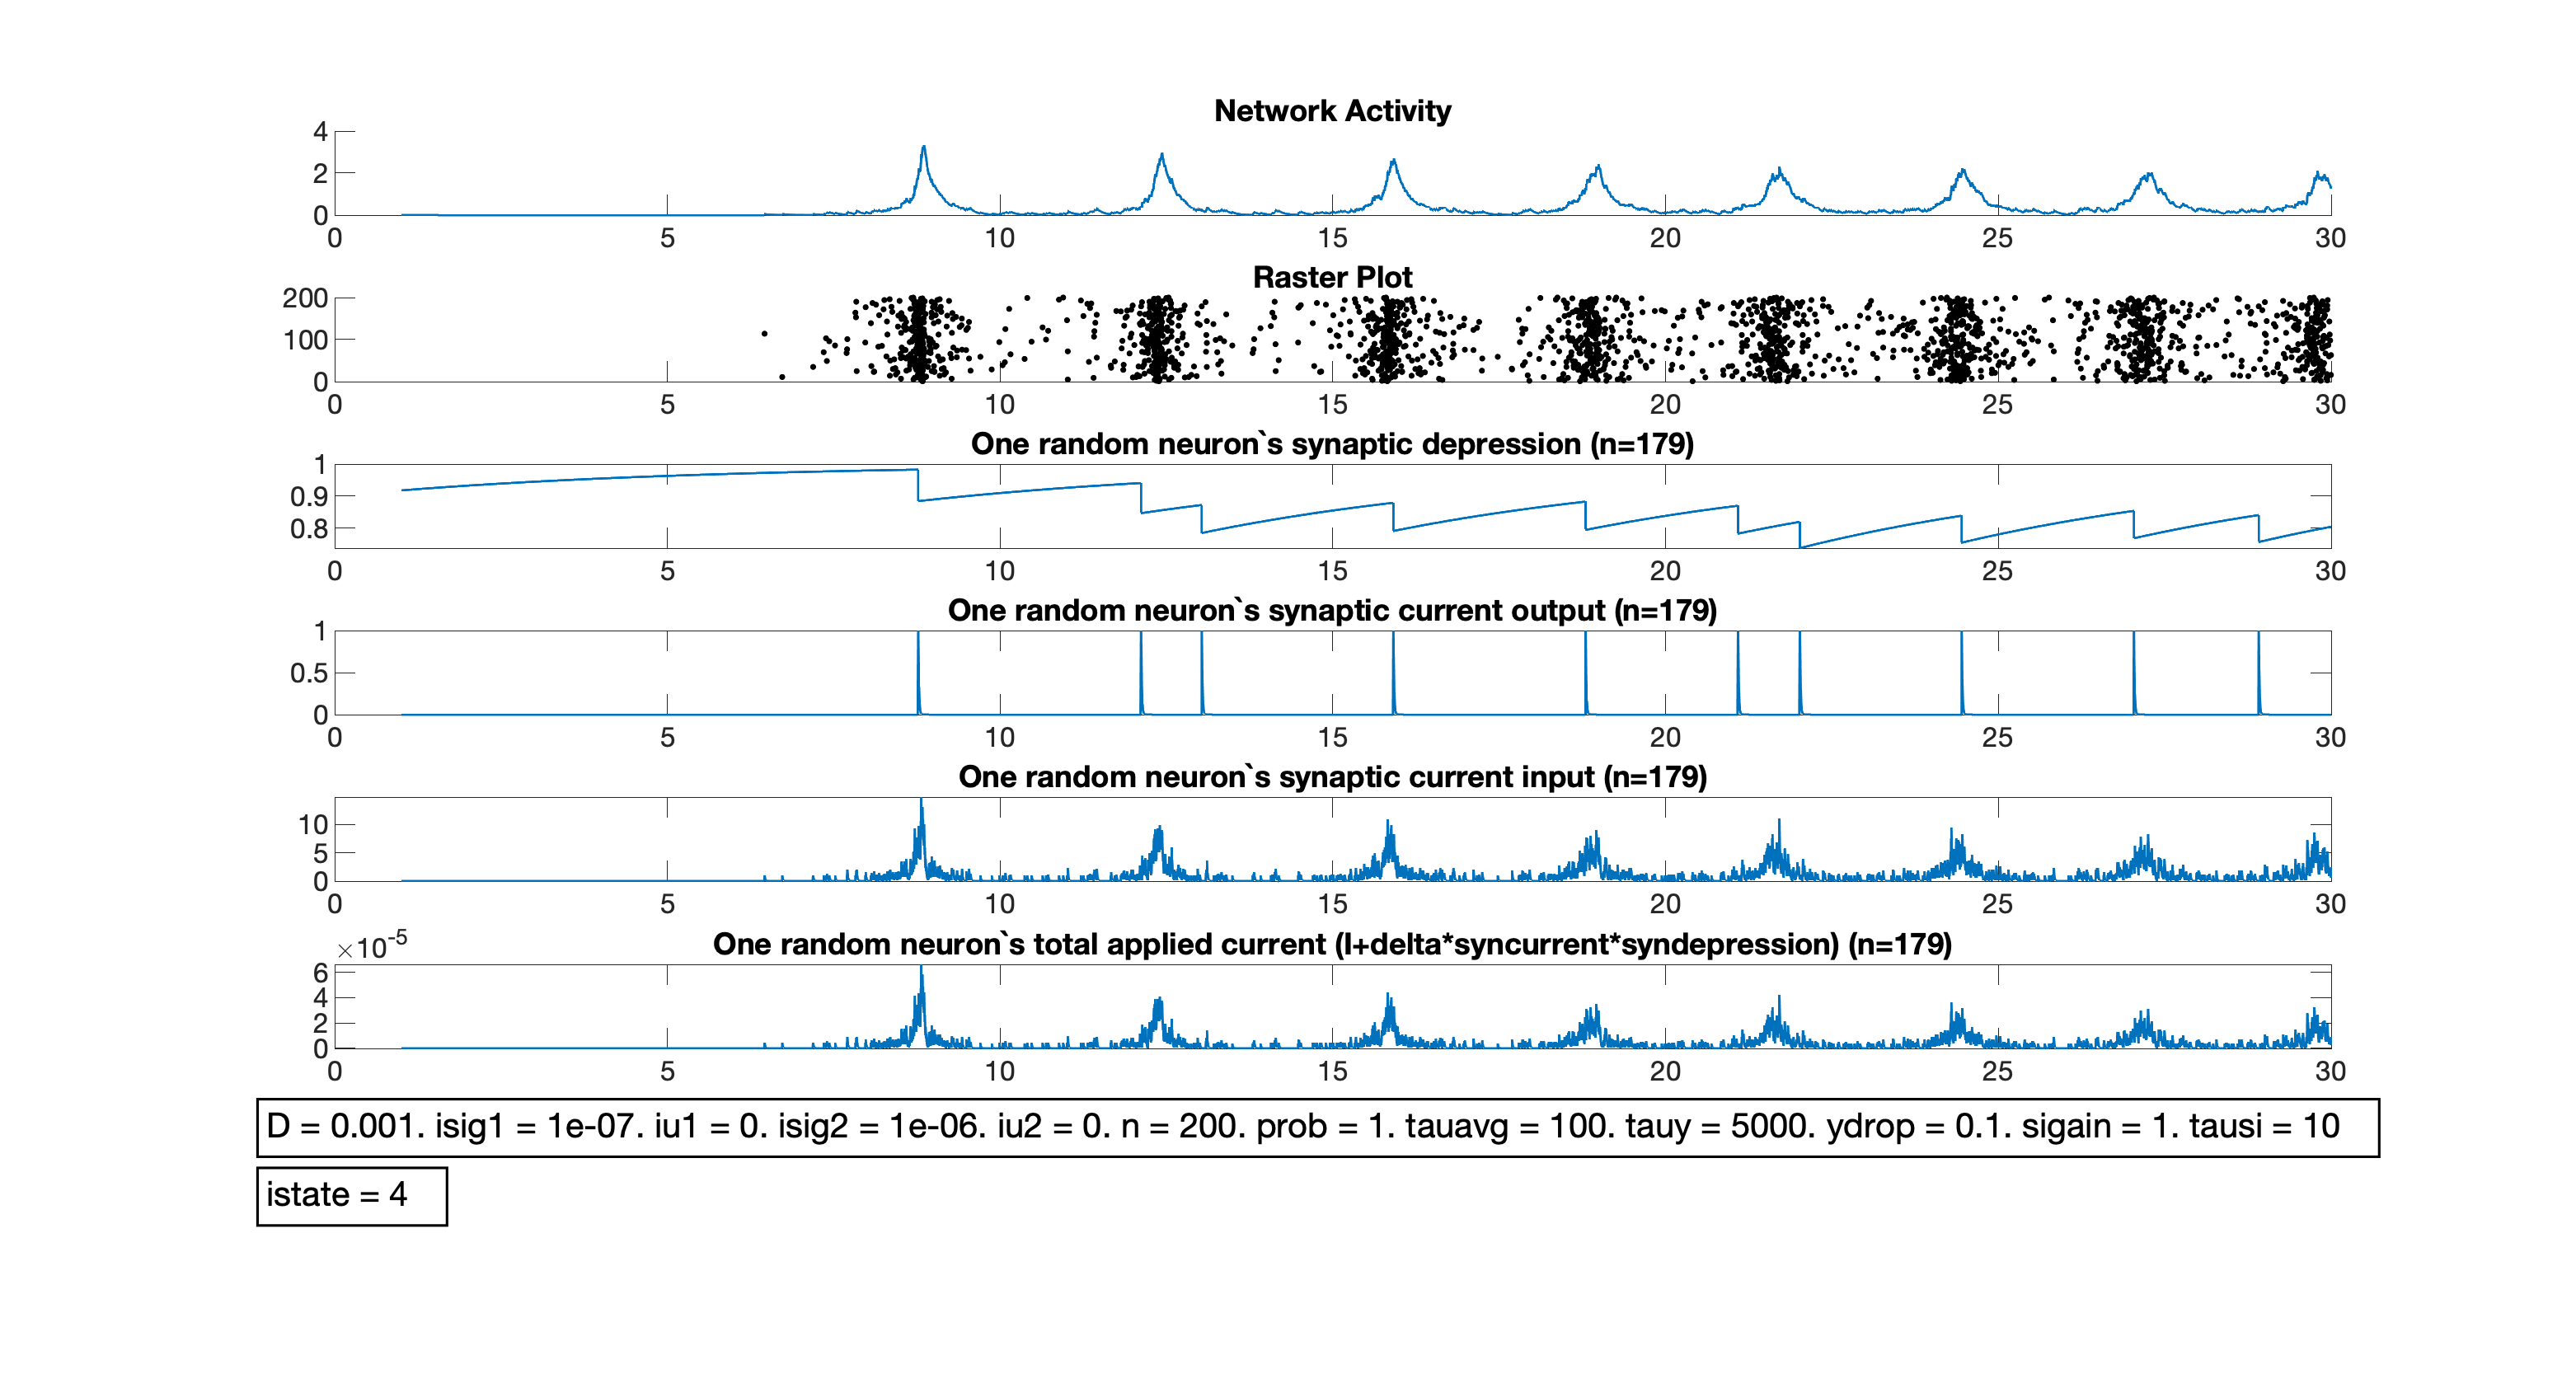 Network Activity
4
2
0
0 5 10 15 20 25 30
Raster Plot
200
100
0
0 5 10 15 20 25 30
One random neuron`s synaptic depression (n=179)
1
0.9
0.8
0 5 10 15 20 25 30
One random neuron`s synaptic current output (n=179)
1
0.5
0
0 5 10 15 20 25 30
One random neuron`s synaptic current input (n=179)
10
5
0
0 5 10 15 20 25 30
×10-5
One random neuron`s total applied current (I+delta*syncurrent*syndepression) (n=179)
6
4
2
0
0 5 10 15 20 25 30
D = 0.001. isig1 = 1e-07. iu1 = 0. isig2 = 1e-06. iu2 = 0. n = 200. prob = 1. tauavg = 100. tauy = 5000. ydrop = 0.1. sigain = 1. tausi = 10
istate = 4